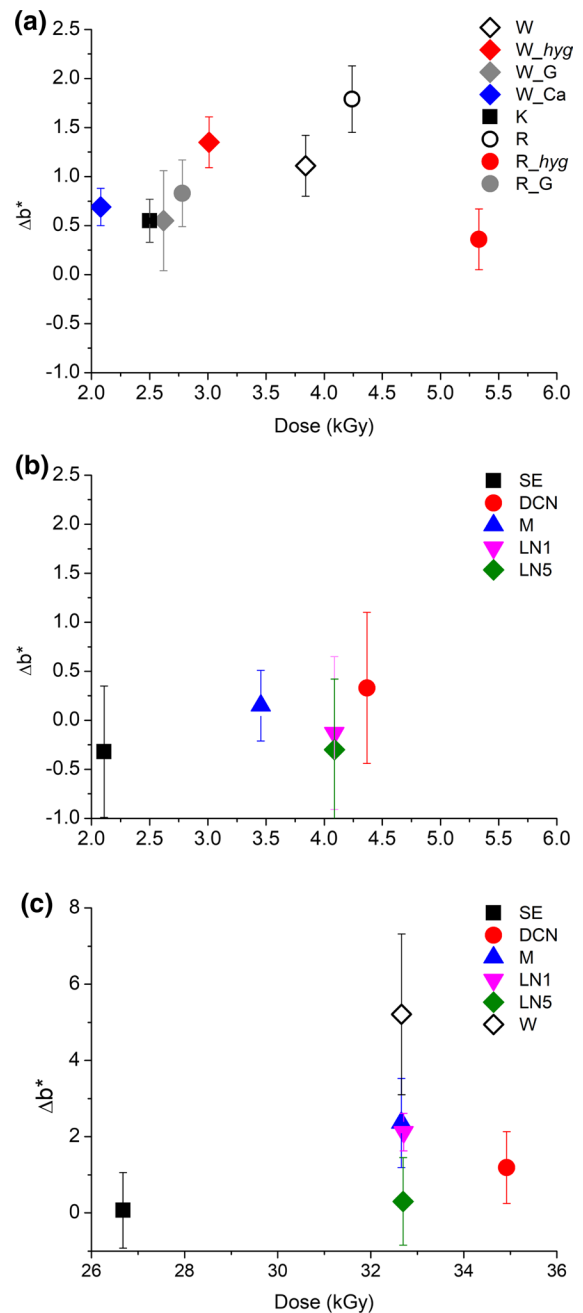 (a)
W
W_hyg
W_G
W_Ca
K
R
R_hyg
R_G
Δb*
2.5
2.0
1.5
1.0
0.5
0.0
-0.5
-1.0
2.0 2.5 3.0 3.5 4.0 4.5 5.0 5.5 6.0
Dose (kGy)
(b)
SE
DCN
M
LN1
LN5
Δb*
2.5
2.0
1.5
1.0
0.5
0.0
-0.5
-1.0
2.0 2.5 3.0 3.5 4.0 4.5 5.0 5.5 6.0
Dose (kGy)
(c)
SE
DCN
M
LN1
LN5
W
Δb*
8
6
4
2
0
26 28 30 32 34 36
Dose (kGy)